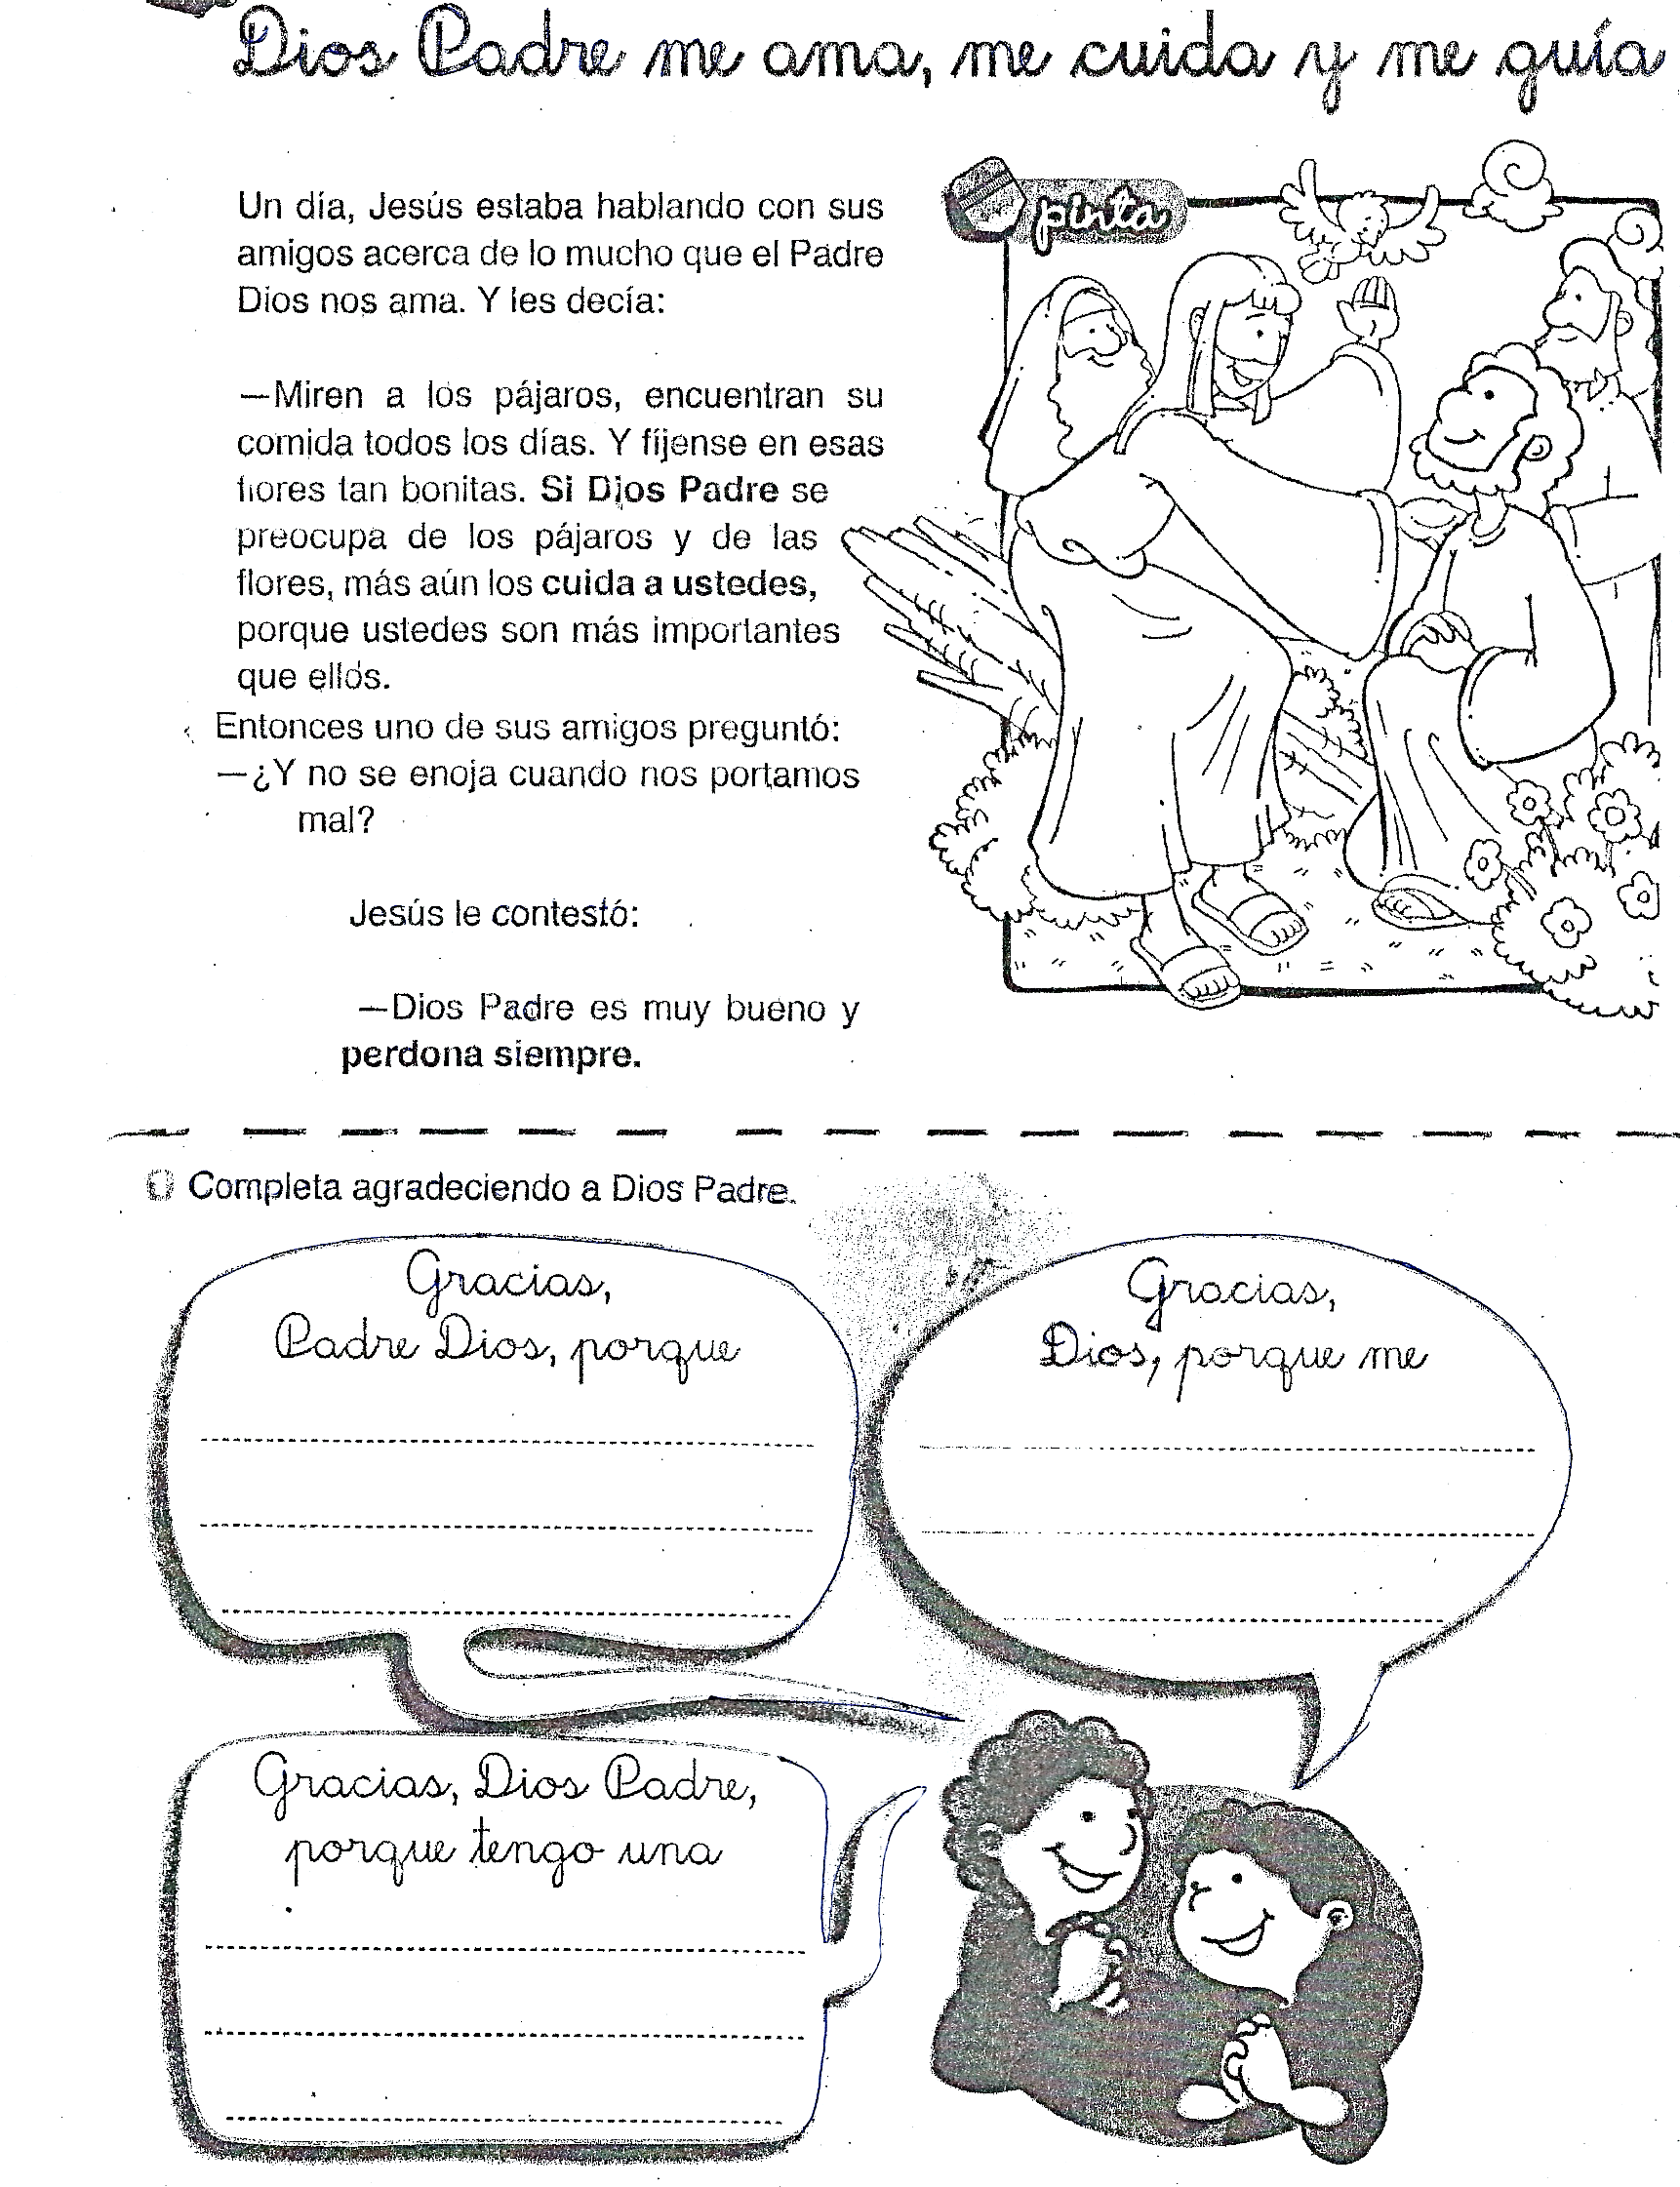 Dios Padre me ama, me cuida y me guía
Un día, Jesús estaba hablando con sus
amigos acerca de lo mucho que el Padre
Dios nos ama. Y les decía:
—Miren a los pájaros, encuentran su
comida todos los días. Y fíjense en esas
flores tan bonitas. Si Dios Padre se
preocupa de los pájaros y de las
flores, más aún los cuida a ustedes,
porque ustedes son más importantes
que ellos.
Entonces uno de sus amigos preguntó:
—¿Y no se enoja cuando nos portamos
mal?
Jesús le contestó:
—Dios Padre es muy bueno y
perdona siempre.
pinta
Completa agradeciendo a Dios Padre.
Gracias,
Padre Dios, porque
Gracias,
Dios, porque me
Gracias, Dios Padre,
porque tengo una